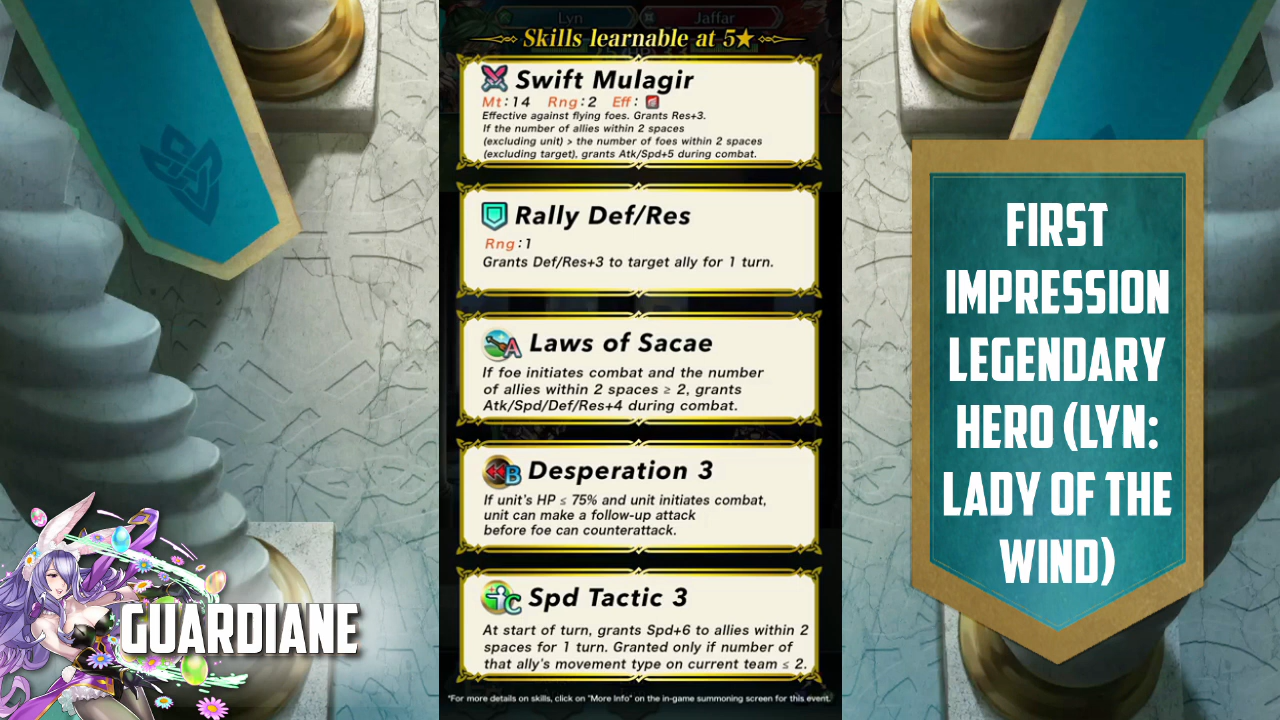 Lyn
Jaffar
Skills learnable at 5★
Swift Mulagir
Mt:14 Rng:2 Eff:
Effective against flying foes. Grants Res+3.
If the number of allies within 2 spaces
(excluding unit) > the number of foes within 2 spaces
(excluding target), grants Atk/Spd+5 during combat.
Rally Def/Res
Rng:1
Grants Def/Res+3 to target ally for 1 turn.
A
Laws of Sacae
If foe initiates combat and the number
of allies within 2 spaces ≥ 2, grants
Atk/Spd/Def/Res+4 during combat.
B
Desperation 3
If unit's HP ≤ 75% and unit initiates combat,
unit can make a follow-up attack
before foe can counterattack.
C
Spd Tactic 3
At start of turn, grants Spd+6 to allies within 2
spaces for 1 turn. Granted only if number of
that ally's movement type on current team ≤ 2.
*For more details on skills, click on "More Info" on the in-game summoning screen for this event.
FIRST
IMPRESSION
LEGENDARY
HERO (LYN:
LADY OF THE
WIND)
GUARDIANE